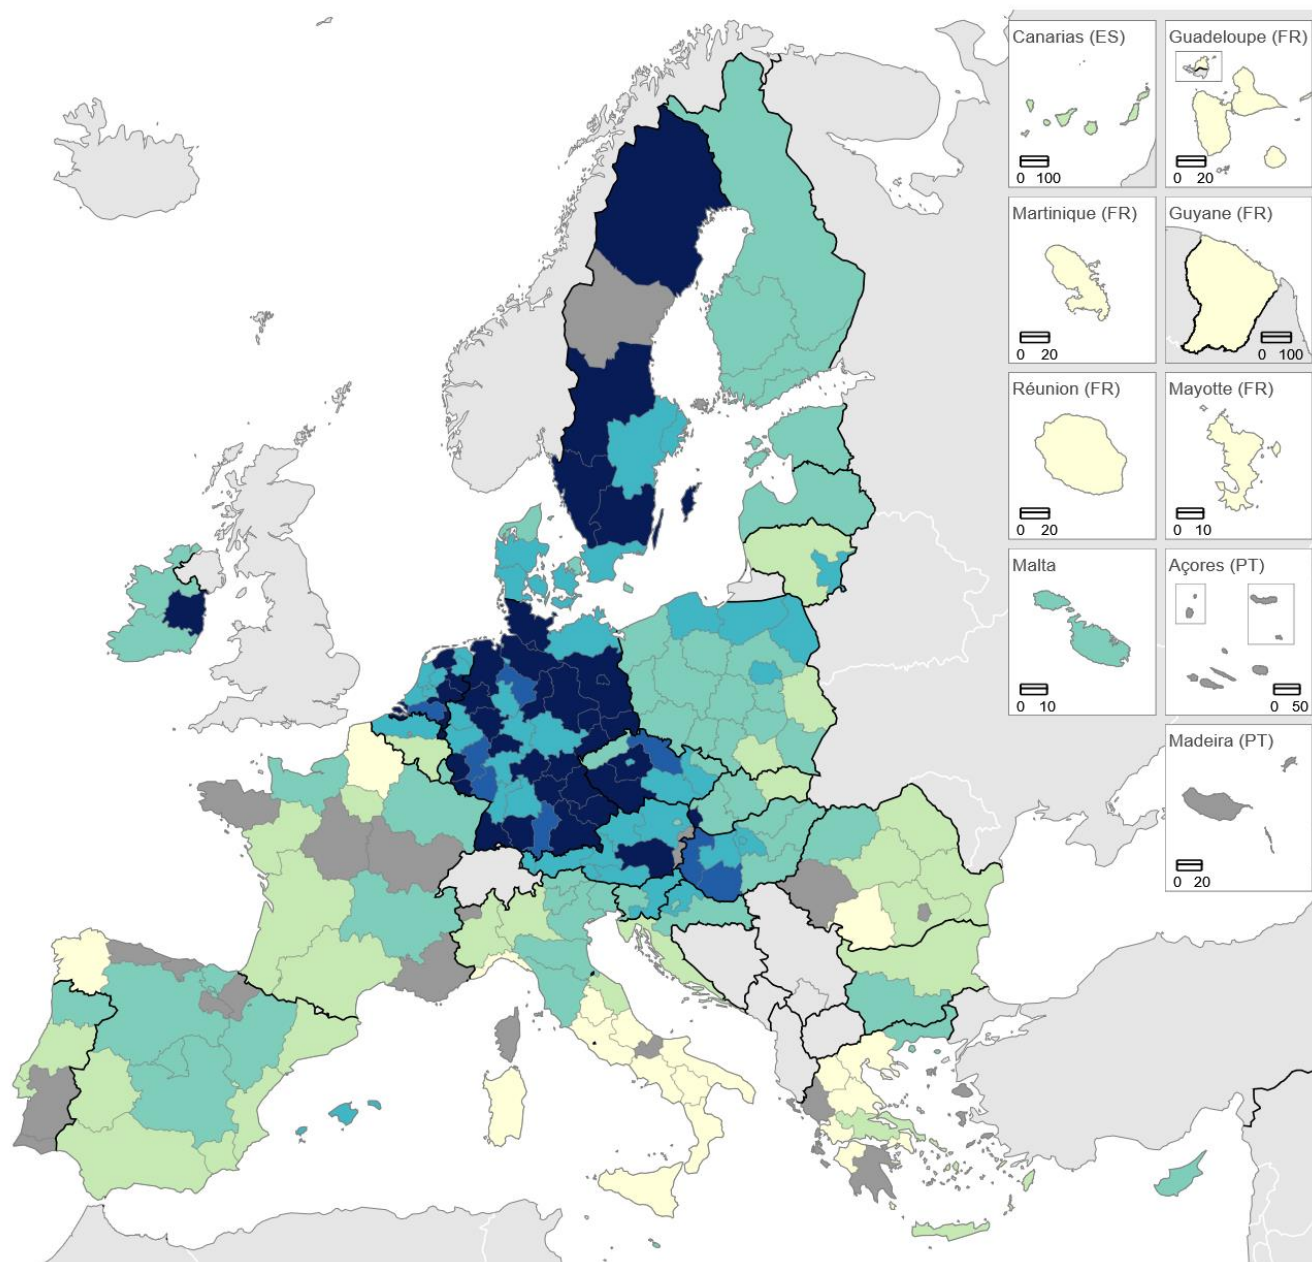 Canarias (ES)
0 100
Guadeloupe (FR)
0 20
Martinique (FR)
0 20
Guyane (FR)
0 100
Réunion (FR)
0 20
Mayotte (FR)
0 10
Malta
0 10
Açores (PT)
0 50
Madeira (PT)
0 20